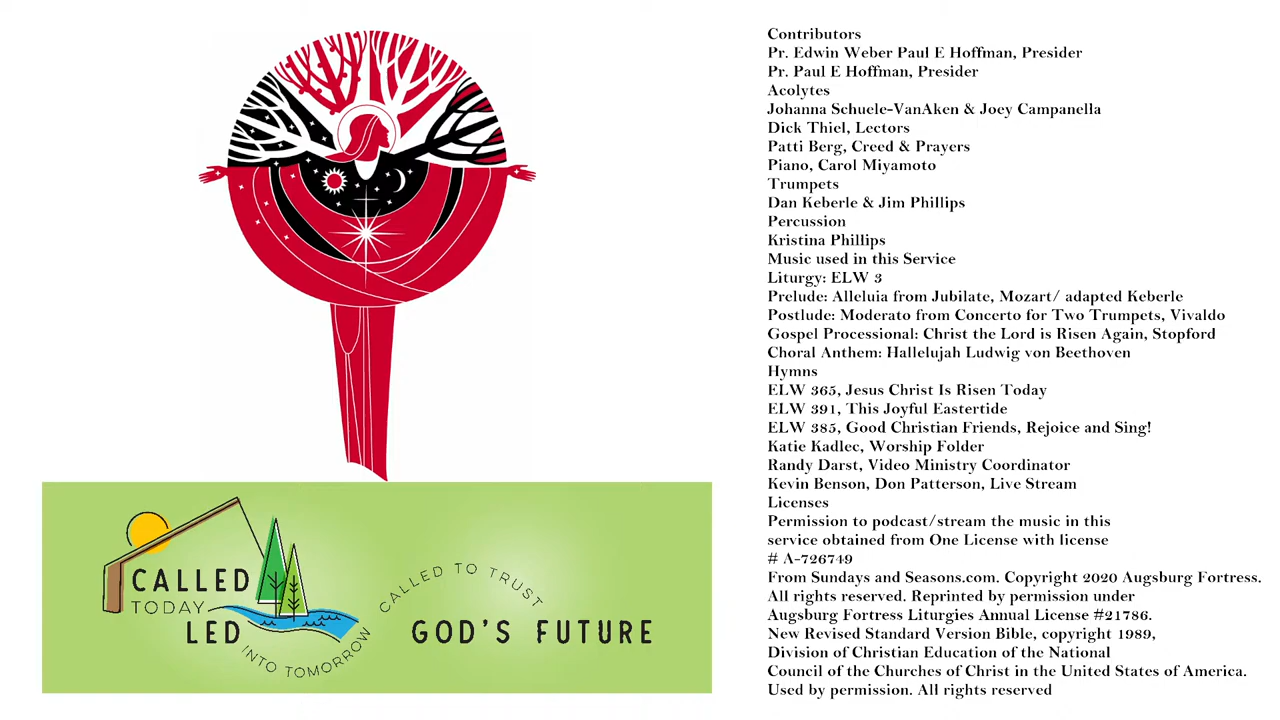 Contributors
Pr. Edwin Weber Paul E Hoffman, Presider
Pr. Paul E Hoffman, Presider
Acolytes
Johanna Schuele-VanAken & Joey Campanella
Dick Thiel, Lectors
Patti Berg, Creed & Prayers
Piano, Carol Miyamoto
Trumpets
Dan Keberle & Jim Phillips
Percussion
Kristina Phillips
Music used in this Service
Liturgy: ELW 3
Prelude: Alleluia from Jubilate, Mozart/ adapted Keberle
Postlude: Moderato from Concerto for Two Trumpets, Vivaldo
Gospel Processional: Christ the Lord is Risen Again, Stopford
Choral Anthem: Hallelujah Ludwig von Beethoven
Hymns
ELW 365, Jesus Christ Is Risen Today
ELW 391, This Joyful Eastertide
ELW 385, Good Christian Friends, Rejoice and Sing!
Katie Kadlec, Worship Folder
Randy Darst, Video Ministry Coordinator
Kevin Benson, Don Patterson, Live Stream
Licenses
Permission to podcast/stream the music in this
service obtained from One License with license
# A-726749
From Sundays and Seasons.com. Copyright 2020 Augsburg Fortress.
All rights reserved. Reprinted by permission under
Augsburg Fortress Liturgies Annual License #21786.
New Revised Standard Version Bible, copyright 1989,
Division of Christian Education of the National
Council of the Churches of Christ in the United States of America.
Used by permission. All rights reserved
CALLED
TODAY
LED
INTO TOMORROW
CALLED TO TRUST
GOD'S FUTURE